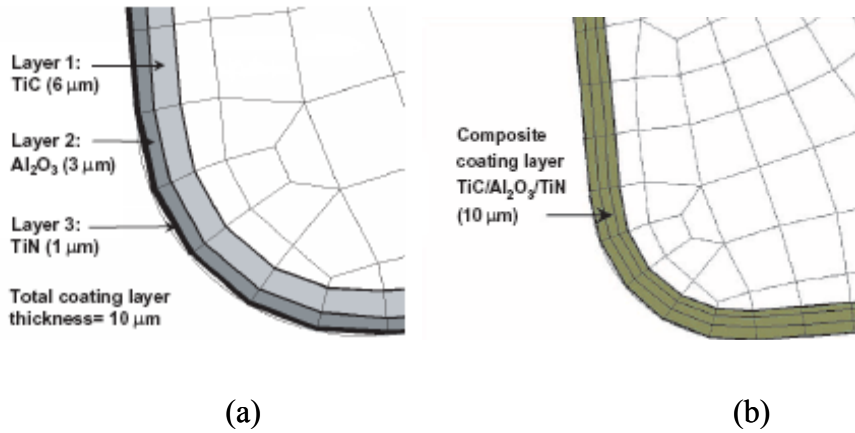 Layer 1:
TiC (6 μm)
Layer 2:
Al₂O₃ (3 μm)
Layer 3:
TiN (1 μm)
Total coating layer
thickness= 10 μm
Composite
coating layer
TiC/Al₂O₃/TiN
(10 μm)
(a)
(b)